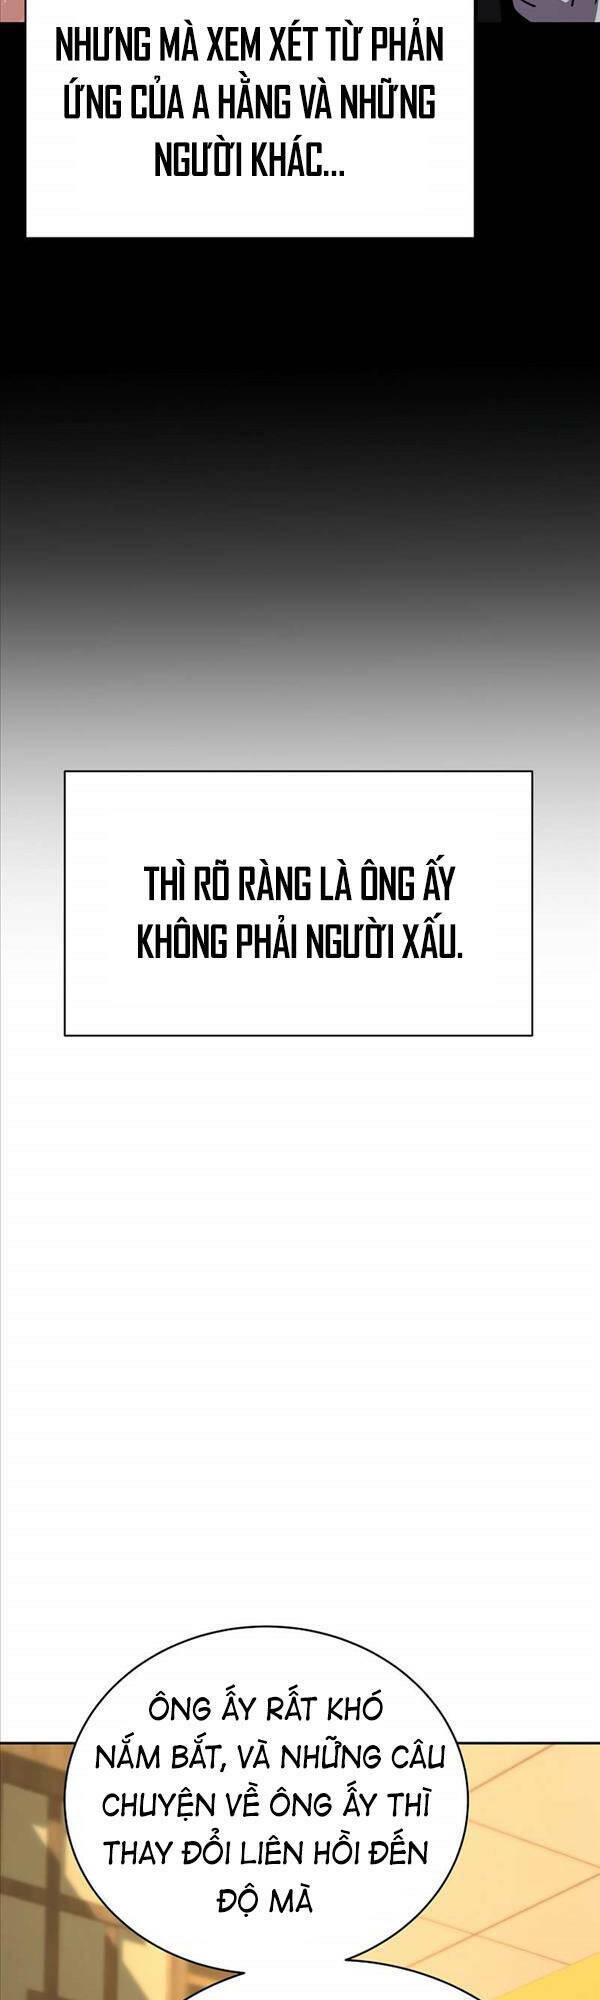 NHƯNG MÀ XEM XÉT TỪ PHẢN
ỨNG CỦA A HẰNG VÀ NHỮNG
NGƯỜI KHÁC...
THÌ RÕ RÀNG LÀ ÔNG ẤY
KHÔNG PHẢI NGƯỜI XẤU.
ÔNG ẤY RẤT KHÓ
NẮM BẮT, VÀ NHỮNG CÂU
CHUYỆN VỀ ÔNG ẤY THÌ
THAY ĐỔI LIÊN HỒI ĐẾN
ĐỘ MÀ